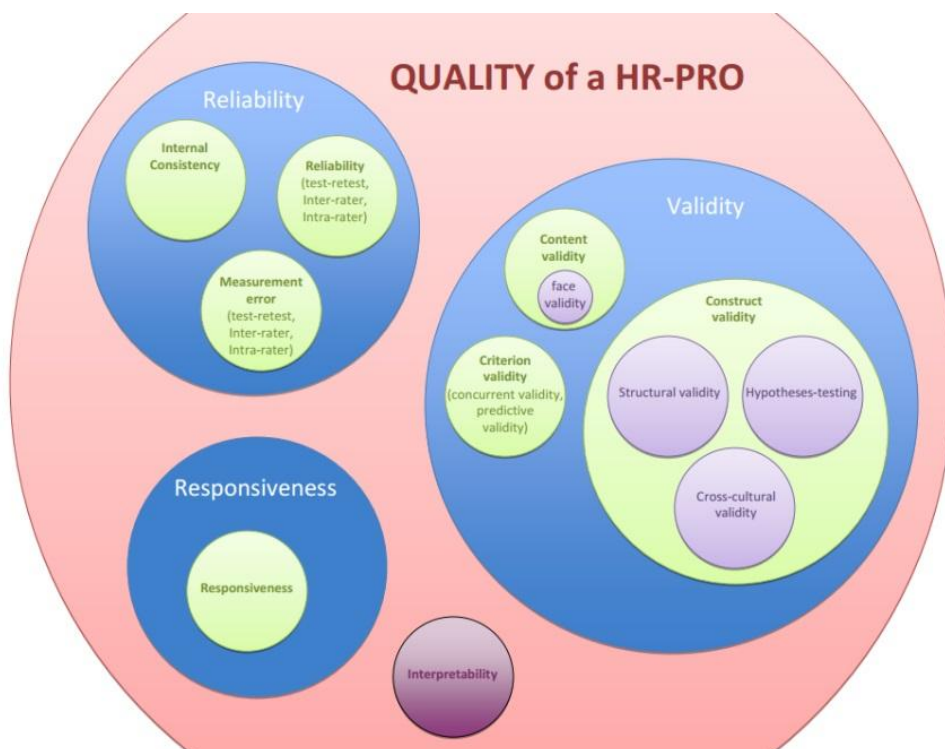 QUALITY of a HR-PRO
Reliability
Internal
Consistency
Reliability
(test-retest,
Inter-rater,
Intra-rater)
Measurement
error
(test-retest,
Inter-rater,
Intra-rater)
Validity
Content
validity
face
validity
Criterion
validity
(concurrent validity,
predictive
validity)
Construct
validity
Structural validity
Hypotheses-testing
Cross-cultural
validity
Responsiveness
Responsiveness
Interpretability